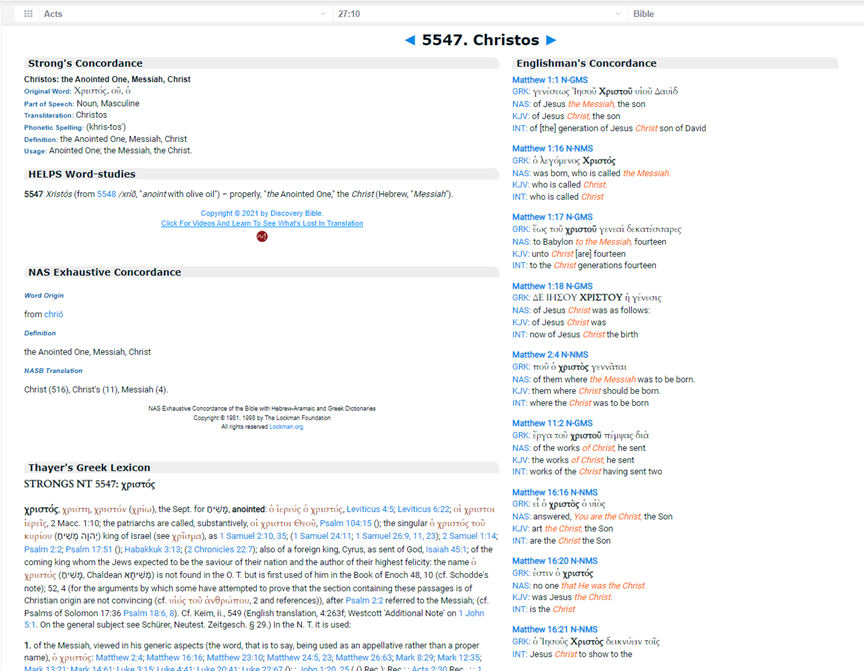 Acts
27:10
Bible
◄ 5547. Christos ►
Strong's Concordance
Christos: the Anointed One, Messiah, Christ
Original Word: Χριστός, οῦ, ὁ
Part of Speech: Noun, Masculine
Transliteration: Christos
Phonetic Spelling: (khris-tos')
Definition: the Anointed One, Messiah, Christ
Usage: Anointed One; the Messiah, the Christ.
HELPS Word-studies
5547 Xristós (from 5548 /xríō, "anoint with olive oil") – properly, "the Anointed One," the Christ (Hebrew, "Messiah").
Copyright © 2021 by Discovery Bible.
Click For Videos And Learn To See What's Lost In Translation
NAS Exhaustive Concordance
Word Origin
from chrió
Definition
the Anointed One, Messiah, Christ
NASB Translation
Christ (516), Christ's (11), Messiah (4).
NAS Exhaustive Concordance of the Bible with Hebrew-Aramaic and Greek Dictionaries
Copyright © 1981, 1998 by The Lockman Foundation
All rights reserved Lockman.org
Thayer's Greek Lexicon
STRONGS NT 5547: χριστός
χριστός, χριστη, χριστόν (χρίω), the Sept. for מָשִׁיחַ, anointed: ὁ ἱερεύς ὁ χριστός, Leviticus 4:5; Leviticus 6:22; οἱ χριστοι
ἱερεῖς, 2 Macc. 1:10; the patriarchs are called, substantively, οἱ χριστοι Θεοῦ, Psalm 104:15 (); the singular ὁ χριστός τοῦ
κυρίου (מְשִׁיחַ יְהוָה) king of Israel (see χρῖσμα), as 1 Samuel 2:10, 35; (1 Samuel 24:11; 1 Samuel 26:9, 11, 23); 2 Samuel 1:14;
Psalm 2:2; Psalm 17:51 (); Habakkuk 3:13; (2 Chronicles 22:7); also of a foreign king, Cyrus, as sent of God, Isaiah 45:1; of the
coming king whom the Jews expected to be the saviour of their nation and the author of their highest felicity: the name ὁ
χριστός (מָשִׁיחַ, Chaldean מְשִׁיחָא) is not found in the O. T. but is first used of him in the Book of Enoch 48, 10 (cf. Schodde's
note); 52, 4 (for the arguments by which some have attempted to prove that the section containing these passages is of
Christian origin are not convincing (cf. υἱός τοῦ ἀνθρώπου, 2 and references)), after Psalm 2:2 referred to the Messiah; (cf.
Psalms of Solomon 17:36 Psalm 18:6, 8). Cf. Keim, ii., 549 (English translation, 4:263f; Westcott 'Additional Note' on 1 John
5:1. On the general subject see Schürer, Neutest. Zeitgesch. § 29.) In the N. T. it is used:
1. of the Messiah, viewed in his generic aspects (the word, that is to say, being used as an appellative rather than a proper
name), ὁ χριστός: Matthew 2:4; Matthew 16:16; Matthew 23:10; Matthew 24:5, 23; Matthew 26:63; Mark 8:29; Mark 12:35;
Mark 13:21; Mark 14:61; Luke 3:15; Luke 4:41; Luke 20:41; Luke 22:67
Englishman's Concordance
Matthew 1:1 N-GMS
GRK: γενέσεως Ἰησοῦ Χριστοῦ υἱοῦ Δαυὶδ
NAS: of Jesus the Messiah, the son
KJV: of Jesus Christ, the son
INT: of [the] generation of Jesus Christ son of David
Matthew 1:16 N-NMS
GRK: ὁ λεγόμενος Χριστός
NAS: was born, who is called the Messiah.
KJV: who is called Christ.
INT: who is called Christ
Matthew 1:17 N-GMS
GRK: ἕως τοῦ χριστοῦ γενεαὶ δεκατέσσαρες
NAS: to Babylon to the Messiah, fourteen
KJV: unto Christ [are] fourteen
INT: to the Christ generations fourteen
Matthew 1:18 N-GMS
GRK: ΔΕ ΙΗΣΟΥ ΧΡΙΣΤΟΥ ἡ γένεσις
NAS: of Jesus Christ was as follows:
KJV: of Jesus Christ was
INT: now of Jesus Christ the birth
Matthew 2:4 N-NMS
GRK: ποῦ ὁ χριστὸς γεννᾶται
NAS: of them where the Messiah was to be born.
KJV: them where Christ should be born.
INT: where the Christ was to be born
Matthew 11:2 N-GMS
GRK: ἔργα τοῦ χριστοῦ πέμψας διὰ
NAS: of the works of Christ, he sent
KJV: the works of Christ, he sent
INT: works of the Christ having sent two
Matthew 16:16 N-NMS
GRK: εἶ ὁ χριστὸς ὁ υἱὸς
NAS: answered, You are the Christ, the Son
KJV: art the Christ, the Son
INT: are the Christ the Son
Matthew 16:20 N-NMS
GRK: ἐστιν ὁ χριστός
NAS: no one that He was the Christ.
KJV: was Jesus the Christ.
INT: is the Christ
Matthew 16:21 N-NMS
GRK: ὁ Ἰησοῦς Χριστὸς δεικνύειν τοῖς
INT: Jesus Christ to show to the